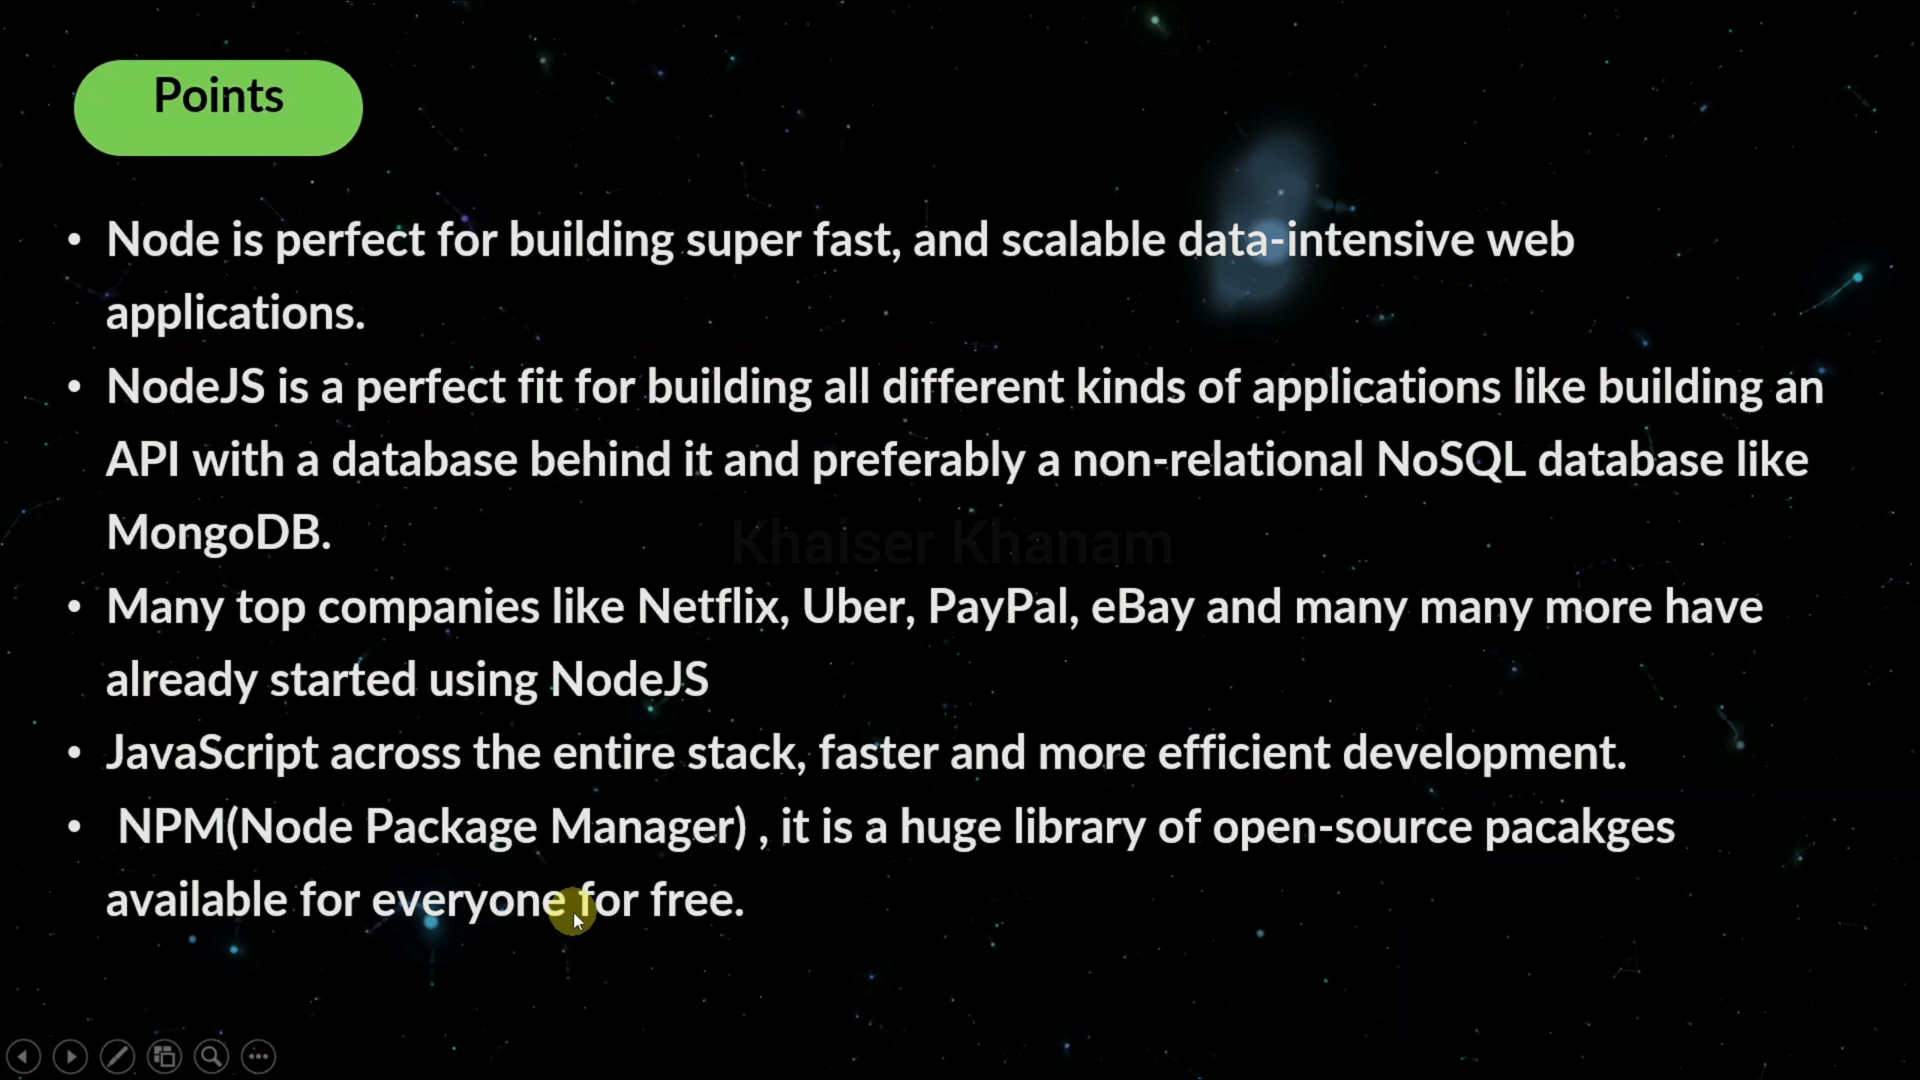 Points
• Node is perfect for building super fast, and scalable data-intensive web
applications.
• NodeJS is a perfect fit for building all different kinds of applications like building an
API with a database behind it and preferably a non-relational NoSQL database like
MongoDB.
Khaiser Khanam
• Many top companies like Netflix, Uber, PayPal, eBay and many many more have
already started using NodeJS
• JavaScript across the entire stack, faster and more efficient development.
• NPM(Node Package Manager) , it is a huge library of open-source pacakges
available for everyone for free.